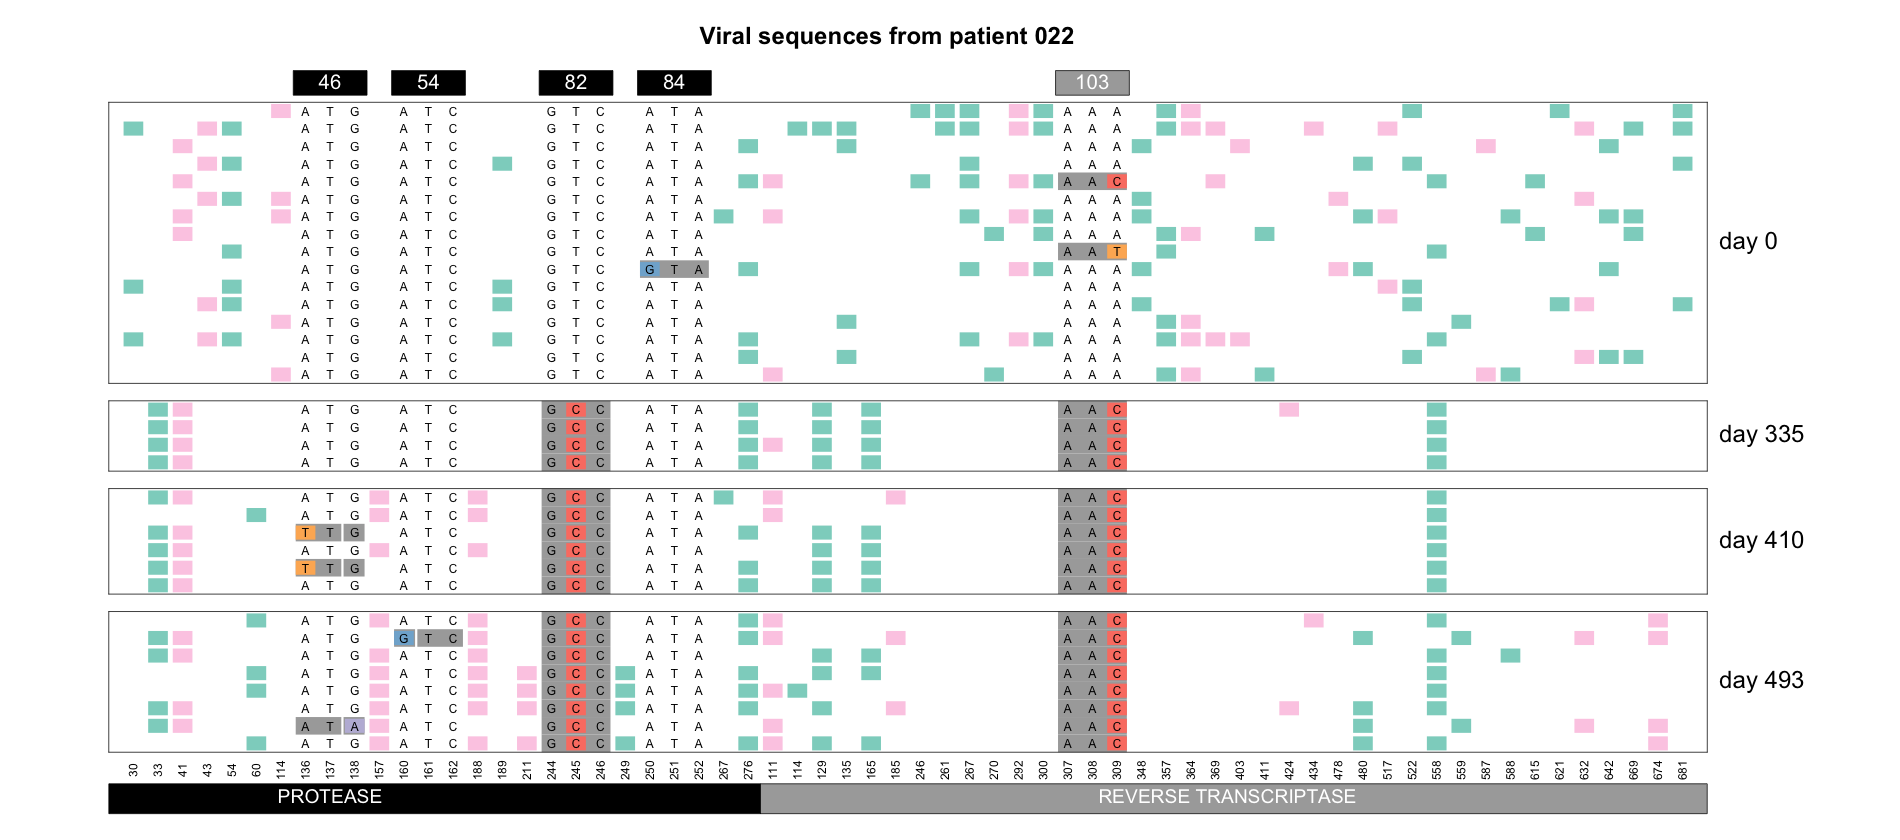 Viral sequences from patient 022
46 54 82 84 103
A T G A T C G T C A T A A A A
A T G A T C G T C A T A A A A
A T G A T C G T C A T A A A A
A T G A T C G T C A T A A A A
A T G A T C G T C A T A A A C
A T G A T C G T C A T A A A A
A T G A T C G T C A T A A A A
A T G A T C G T C A T A A A A
A T G A T C G T C A T A A A T
A T G A T C G T C G T A A A A
A T G A T C G T C A T A A A A
A T G A T C G T C A T A A A A
A T G A T C G T C A T A A A A
A T G A T C G T C A T A A A A
A T G A T C G T C A T A A A A
A T G A T C G T C A T A A A A
day 0
A T G A T C G C C A T A A A C
A T G A T C G C C A T A A A C
A T G A T C G C C A T A A A C
A T G A T C G C C A T A A A C
day 335
A T G A T C G C C A T A A A C
A T G A T C G C C A T A A A C
T T G A T C G C C A T A A A C
A T G A T C G C C A T A A A C
T T G A T C G C C A T A A A C
A T G A T C G C C A T A A A C
day 410
A T G A T C G C C A T A A A C
A T G G T C G C C A T A A A C
A T G A T C G C C A T A A A C
A T G A T C G C C A T A A A C
A T G A T C G C C A T A A A C
A T G A T C G C C A T A A A C
A T A A T C G C C A T A A A C
A T G A T C G C C A T A A A C
day 493
30 33 41 43 54 60 114 136 137 138 157 160 161 162 188 189 211 244 245 246 249 250 251 252 267 276 111 114 129 135 165 185 246 261 267 270 292 300 307 308 309 348 357 364 369 403 411 424 434 478 480 517 522 558 559 587 588 615 621 632 642 669 674 681
PROTEASE REVERSE TRANSCRIPTASE